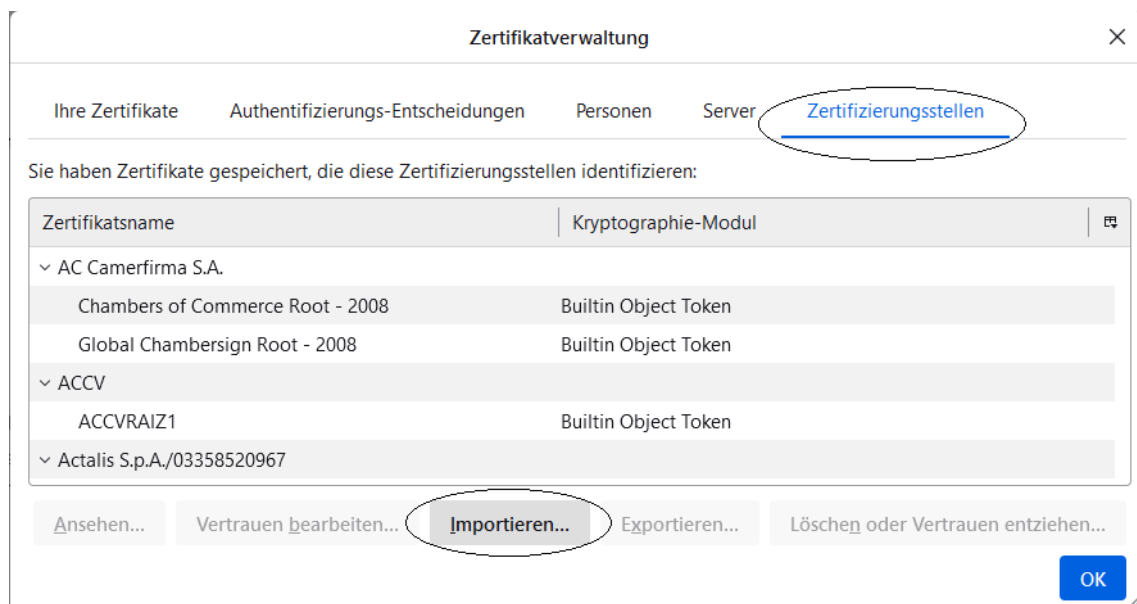 Zertifikatverwaltung
Ihre Zertifikate Authentifizierungs-Entscheidungen Personen Server Zertifizierungsstellen
Sie haben Zertifikate gespeichert, die diese Zertifizierungsstellen identifizieren:
Zertifikatsname Kryptographie-Modul
AC Camerfirma S.A.
Chambers of Commerce Root - 2008 Builtin Object Token
Global Chambersign Root - 2008 Builtin Object Token
ACCV
ACCVRAIZ1 Builtin Object Token
Actalis S.p.A./03358520967
Ansehen... Vertrauen bearbeiten... Importieren... Exportieren... Löschen oder Vertrauen entziehen...
OK